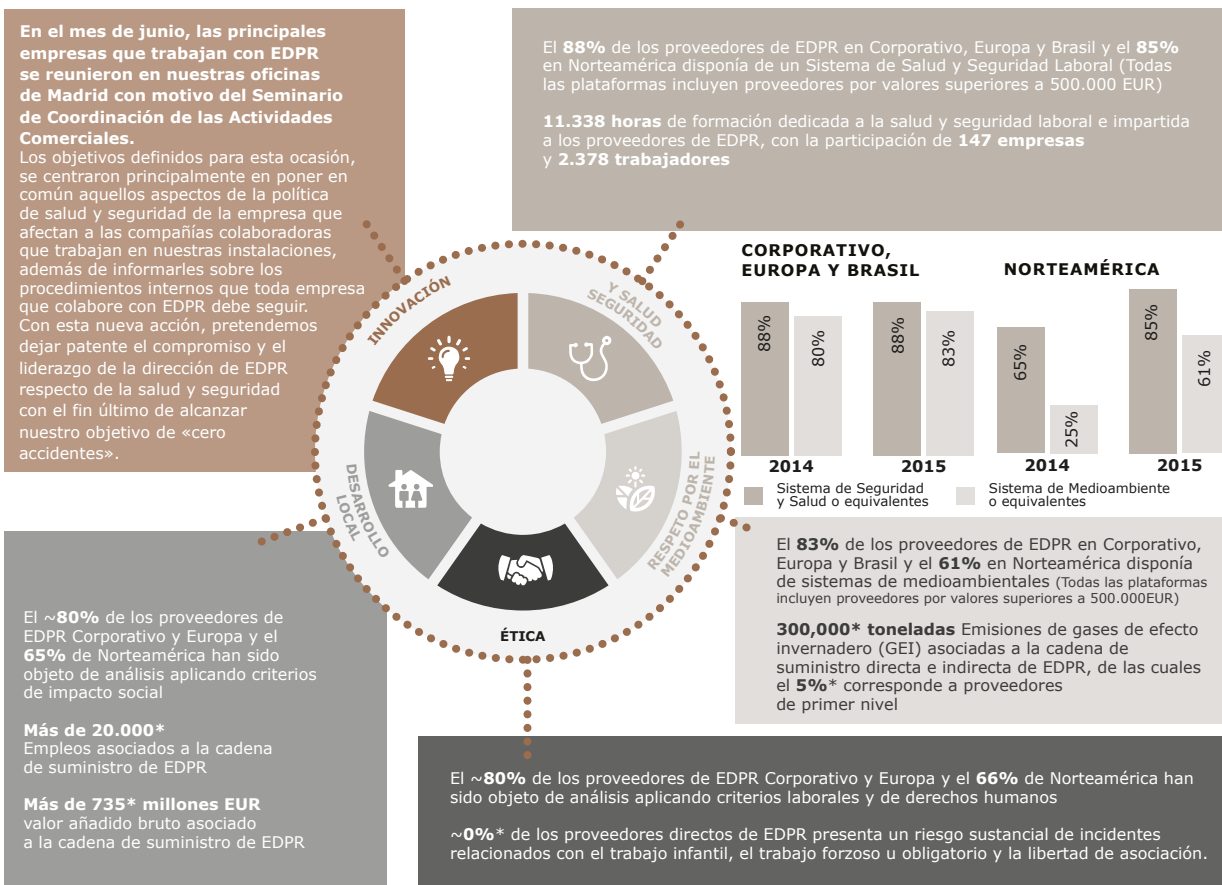 En el mes de junio, las principales
empresas que trabajan con EDPR
se reunieron en nuestras oficinas
de Madrid con motivo del Seminario
de Coordinación de las Actividades
Comerciales.
Los objetivos definidos para esta ocasión,
se centraron principalmente en poner en
común aquellos aspectos de la política
de salud y seguridad de la empresa que
afectan a las compañías colaboradoras
que trabajan en nuestras instalaciones,
además de informarles sobre los
procedimientos internos que toda empresa
que colabore con EDPR debe seguir.
Con esta nueva acción, pretendemos
dejar patente el compromiso y el
liderazgo de la dirección de EDPR
respecto de la salud y seguridad
con el fin último de alcanzar
nuestro objetivo de «cero
accidentes».
El 88% de los proveedores de EDPR en Corporativo, Europa y Brasil y el 85%
en Norteamérica disponía de un Sistema de Salud y Seguridad Laboral (Todas
las plataformas incluyen proveedores por valores superiores a 500.000 EUR)
11.338 horas de formación dedicada a la salud y seguridad laboral e impartida
a los proveedores de EDPR, con la participación de 147 empresas
y 2.378 trabajadores
INNOVACIÓN
Y SALUD
SEGURIDAD
RESPETO POR EL
MEDIOAMBIENTE
ÉTICA
DESARROLLO
LOCAL
CORPORATIVO,
EUROPA Y BRASIL
88%
80%
88%
83%
2014
2015
NORTEAMÉRICA
65%
25%
85%
61%
2014
2015
Sistema de Seguridad
y Salud o equivalentes
Sistema de Medioambiente
o equivalentes
El 83% de los proveedores de EDPR en Corporativo,
Europa y Brasil y el 61% en Norteamérica disponía
de sistemas de medioambientales (Todas las plataformas
incluyen proveedores por valores superiores a 500.000EUR)
300,000* toneladas Emisiones de gases de efecto
invernadero (GEI) asociadas a la cadena de
suministro directa e indirecta de EDPR, de las cuales
el 5%* corresponde a proveedores
de primer nivel
El ~80% de los proveedores de
EDPR Corporativo y Europa y el
65% de Norteamérica han sido
objeto de análisis aplicando criterios
de impacto social
Más de 20.000*
Empleos asociados a la cadena
de suministro de EDPR
Más de 735* millones EUR
valor añadido bruto asociado
a la cadena de suministro de EDPR
El ~80% de los proveedores de EDPR Corporativo y Europa y el 66% de Norteamérica han
sido objeto de análisis aplicando criterios laborales y de derechos humanos
~0%* de los proveedores directos de EDPR presenta un riesgo sustancial de incidentes
relacionados con el trabajo infantil, el trabajo forzoso u obligatorio y la libertad de asociación.